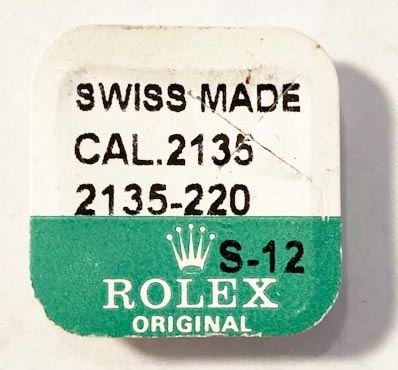 SWISS MADE
CAL.2135
2135-220
S-12
ROLEX
ORIGINAL